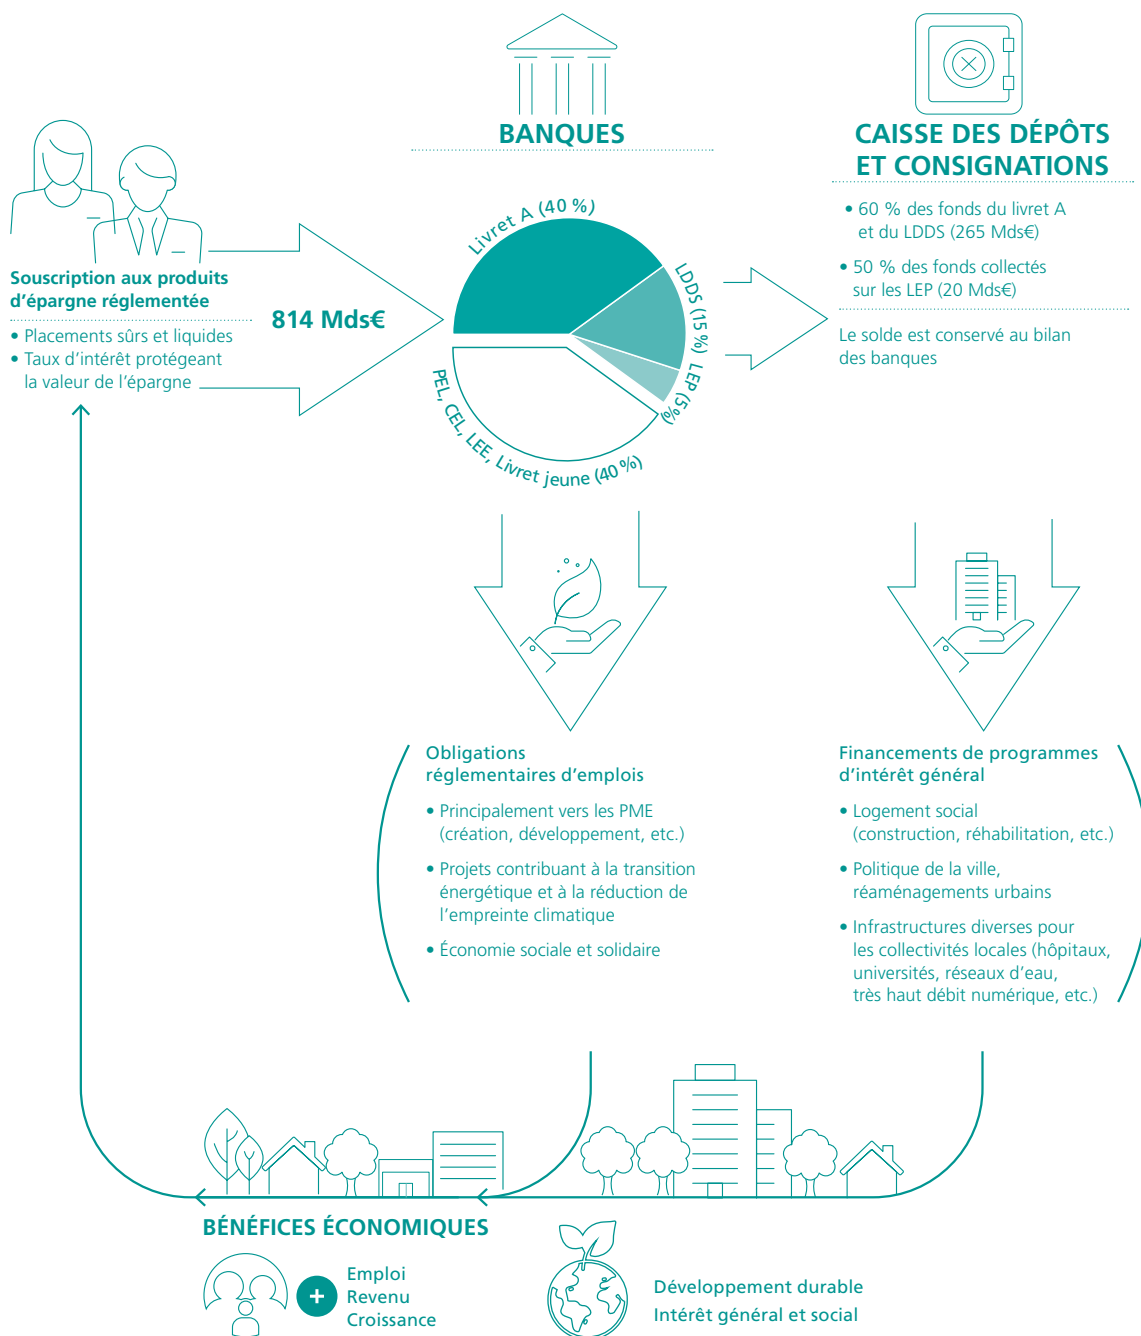 BANQUES
CAISSE DES DÉPÔTS
ET CONSIGNATIONS
Souscription aux produits
d’épargne réglementée
• Placements sûrs et liquides
• Taux d’intérêt protégeant
la valeur de l’épargne
814 Mds€
Livret A (40 %)
LDDS (15 %)
LEP (5%)
PEL, CEL, LEE, Livret jeune (40 %)
• 60 % des fonds du livret A
et du LDDS (265 Mds€)
• 50 % des fonds collectés
sur les LEP (20 Mds€)
Le solde est conservé au bilan
des banques
Obligations
réglementaires d’emplois
• Principalement vers les PME
(création, développement, etc.)
• Projets contribuant à la transition
énergétique et à la réduction de
l’empreinte climatique
• Économie sociale et solidaire
Financements de programmes
d’intérêt général
• Logement social
(construction, réhabilitation, etc.)
• Politique de la ville,
réaménagements urbains
• Infrastructures diverses pour
les collectivités locales (hôpitaux,
universités, réseaux d’eau,
très haut débit numérique, etc.)
BÉNÉFICES ÉCONOMIQUES
+
Emploi
Revenu
Croissance
Développement durable
Intérêt général et social